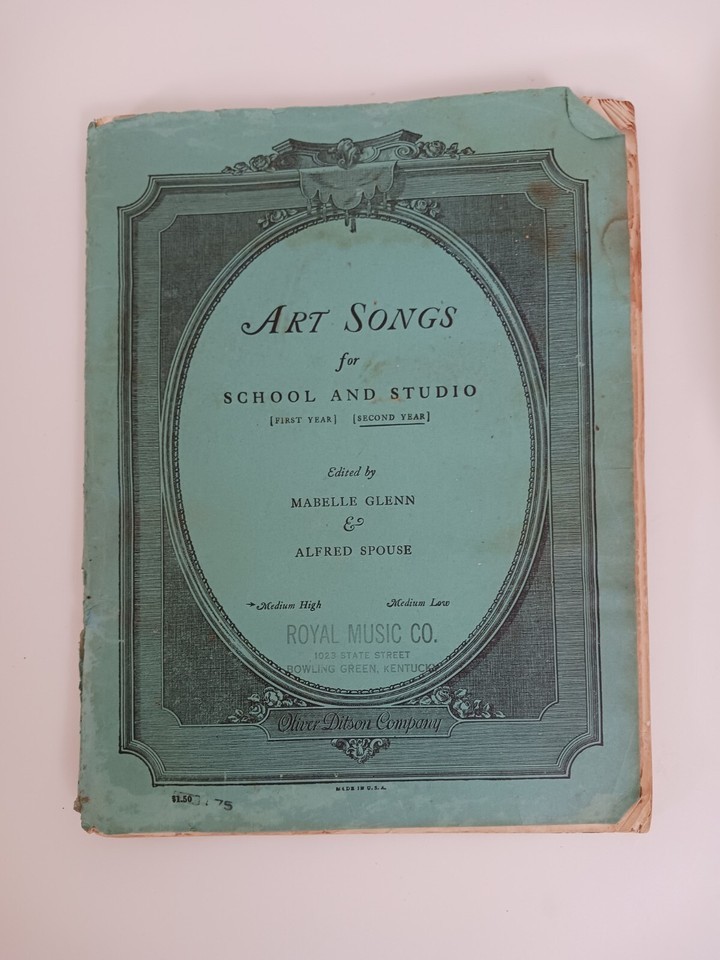 ART SONGS
for
SCHOOL AND STUDIO
[FIRST YEAR] [SECOND YEAR]
Edited by
MABELLE GLENN
&
ALFRED SPOUSE
→Medium High Medium Low
ROYAL MUSIC CO.
1023 STATE STREET
BOWLING GREEN, KENTUCKY
Oliver Ditson Company
MADE IN U.S.A.
$1.50 75